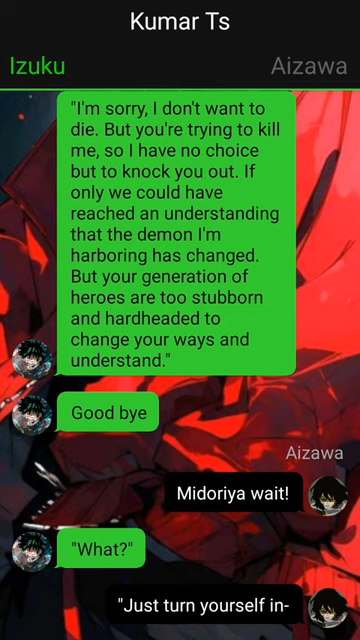 Kumar Ts
Izuku
Aizawa
"I'm sorry, I don't want to
die. But you're trying to kill
me, so I have no choice
but to knock you out. If
only we could have
reached an understanding
that the demon I'm
harboring has changed.
But your generation of
heroes are too stubborn
and hardheaded to
change your ways and
understand."
Good bye
Aizawa
Midoriya wait!
"What?"
"Just turn yourself in-